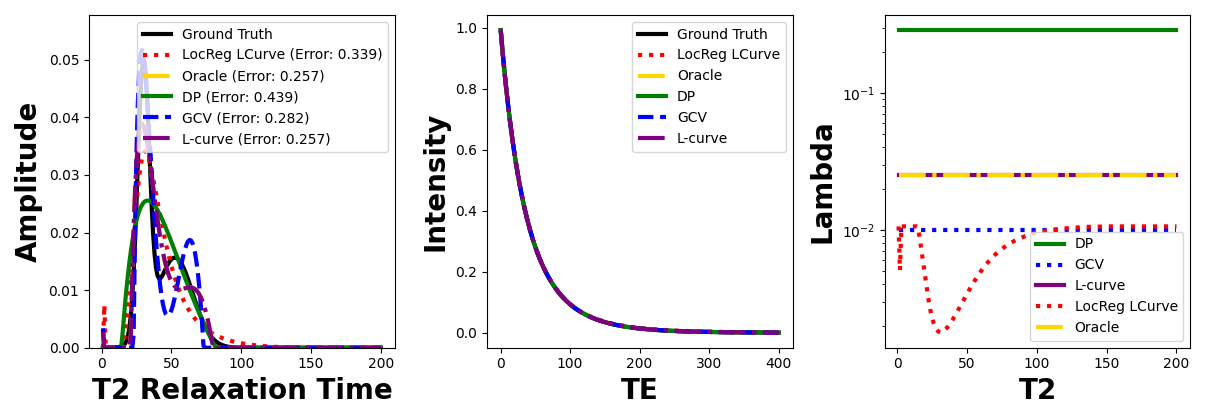 Amplitude
0.05
0.04
0.03
0.02
0.01
0.00
Ground Truth
LocReg LCurve (Error: 0.339)
Oracle (Error: 0.257)
DP (Error: 0.439)
GCV (Error: 0.282)
L-curve (Error: 0.257)
0 50 100 150 200
T2 Relaxation Time
Intensity
1.0
0.8
0.6
0.4
0.2
0.0
Ground Truth
LocReg LCurve
Oracle
DP
GCV
L-curve
0 100 200 300 400
TE
Lambda
10⁻¹
10⁻²
DP
GCV
L-curve
LocReg LCurve
Oracle
0 50 100 150 200
T2